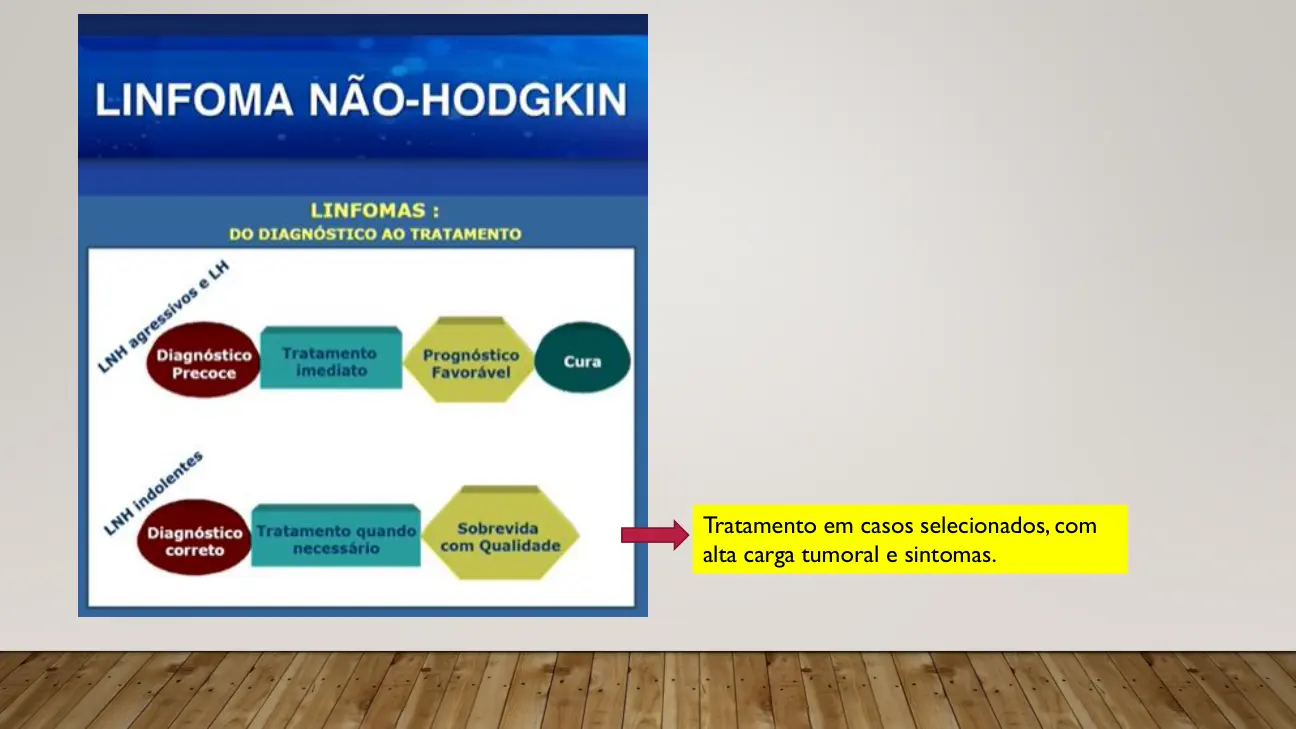 LINFOMA NÃO-HODGKIN
LINFOMAS :
DO DIAGNÓSTICO AO TRATAMENTO
LNH agressivos e LH
Diagnóstico
Precoce
Tratamento
imediato
Prognóstico
Favorável
Cura
LNH indolentes
Diagnóstico
correto
Tratamento quando
necessário
Sobrevida
com Qualidade
Tratamento em casos selecionados, com
alta carga tumoral e sintomas.